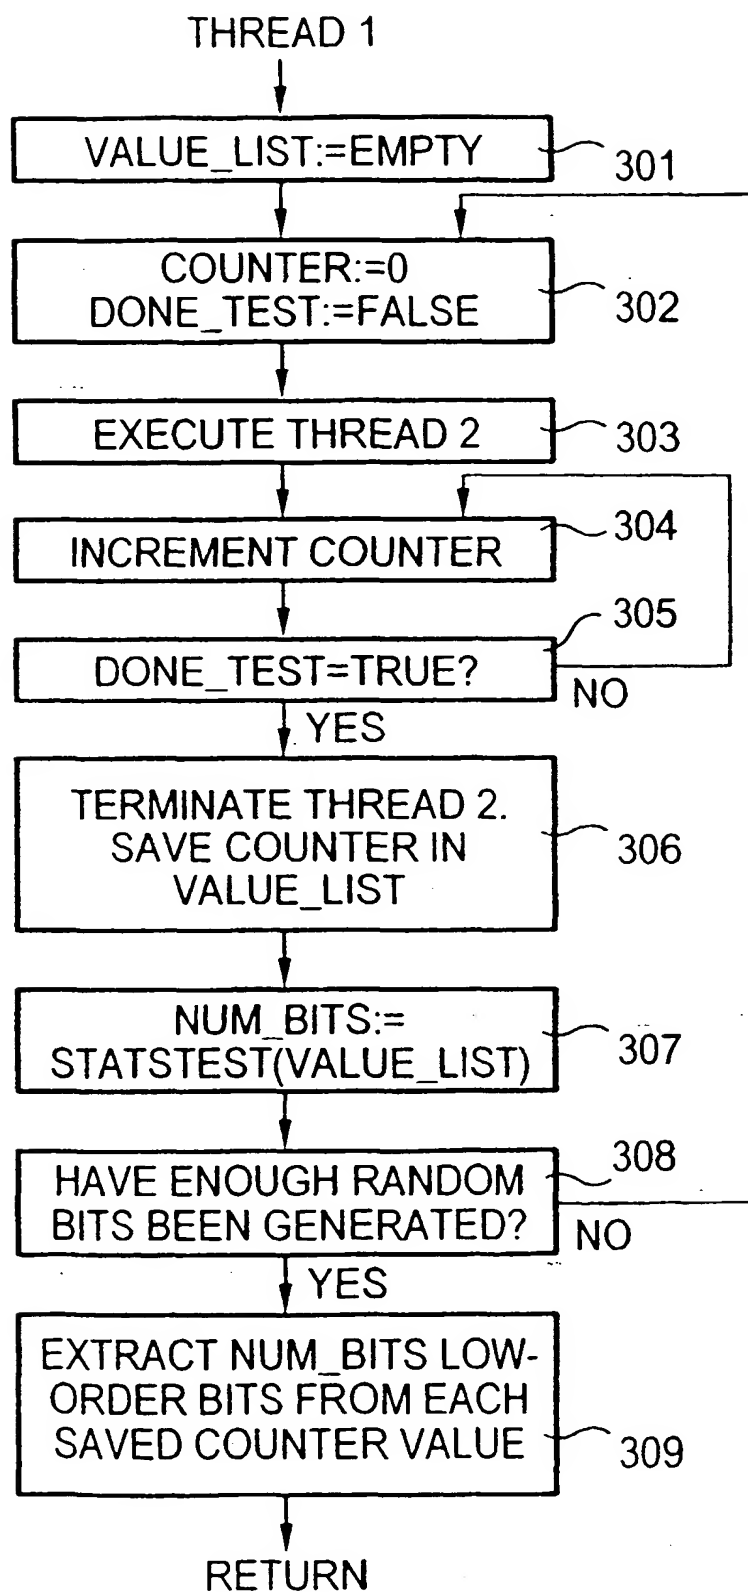 THREAD 1
VALUE_LIST:=EMPTY
301
COUNTER:=0
DONE_TEST:=FALSE
302
EXECUTE THREAD 2
303
INCREMENT COUNTER
304
DONE_TEST=TRUE?
305
NO
YES
TERMINATE THREAD 2.
SAVE COUNTER IN
VALUE_LIST
306
NUM_BITS:=
STATSTEST(VALUE_LIST)
307
HAVE ENOUGH RANDOM
BITS BEEN GENERATED?
308
NO
YES
EXTRACT NUM_BITS LOW-
ORDER BITS FROM EACH
SAVED COUNTER VALUE
309
RETURN